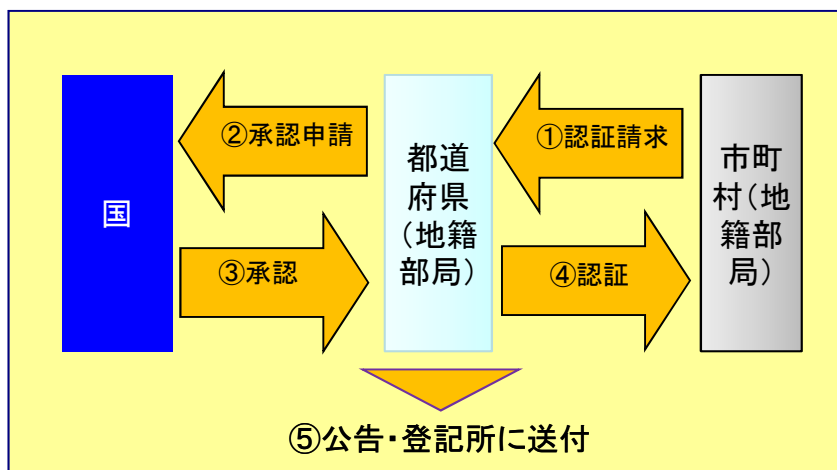 国
②承認申請
③承認
都道
府県
（地籍
部局）
①認証請求
④認証
市町
村（地
籍部
局）
⑤公告・登記所に送付